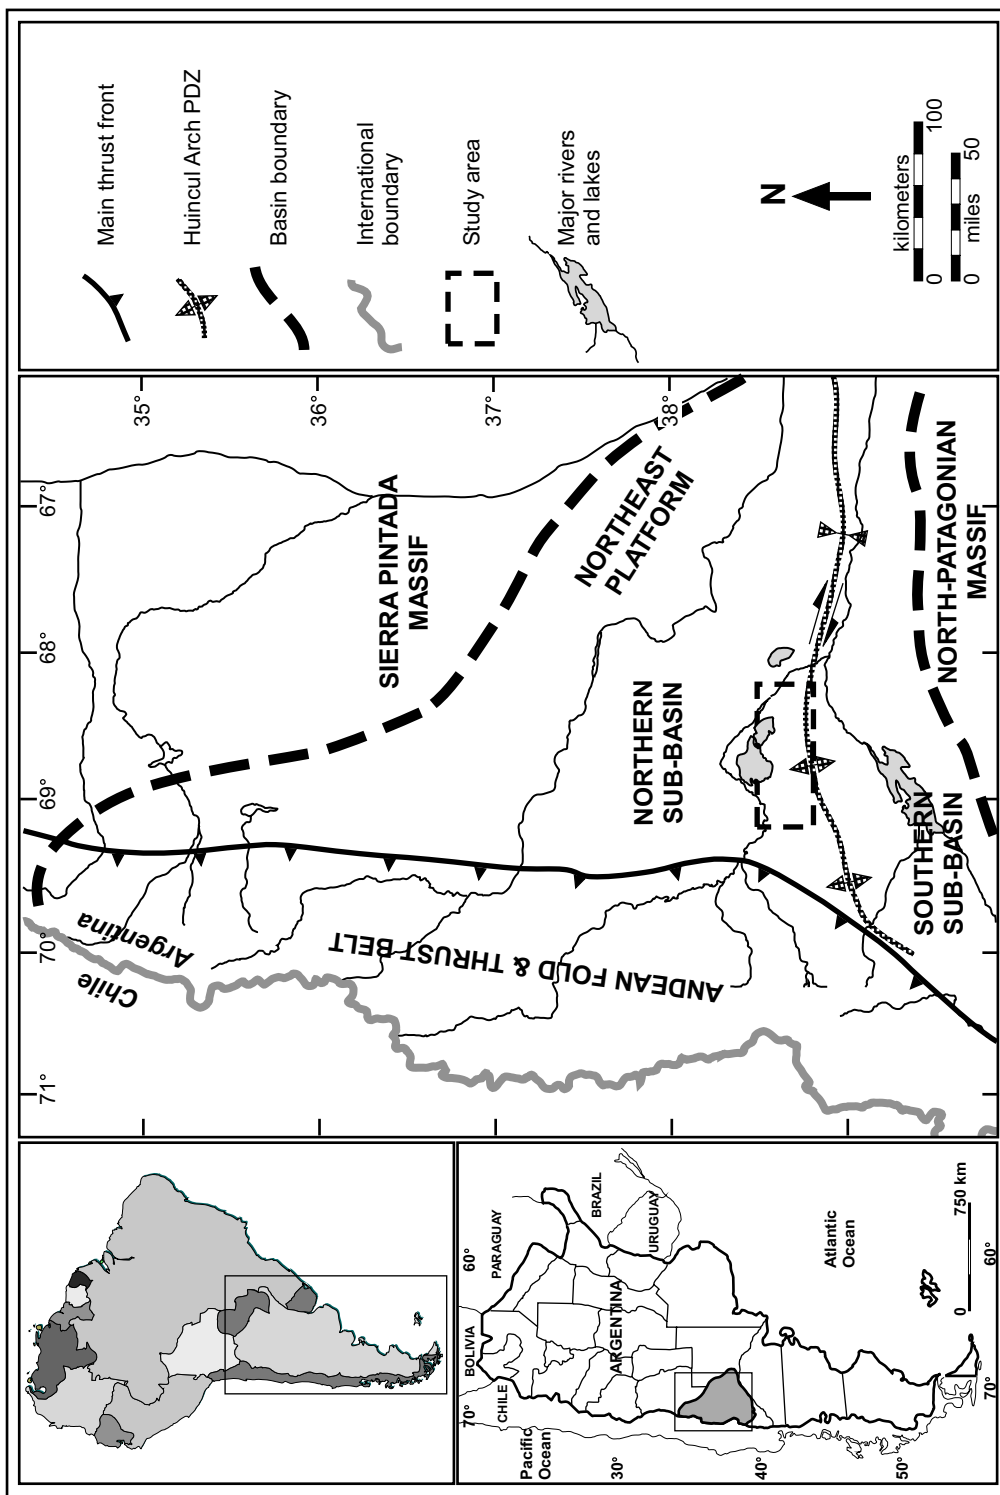 Main thrust front
Huincul Arch PDZ
Basin boundary
International
boundary
Study area
Major rivers
and lakes
N
kilometers
0
100
0
50
miles
35°
36°
37°
38°
67°
68°
69°
70°
71°
SIERRA PINTADA
MASSIF
NORTHEAST
PLATFORM
NORTHERN
SUB-BASIN
NORTH-PATAGONIAN
MASSIF
SOUTHERN
SUB-BASIN
Argentina
Chile
ANDEAN FOLD & THRUST BELT
70°
BOLIVIA
60°
PARAGUAY
CHILE
BRAZIL
URUGUAY
ARGENTINA
Pacific
Ocean
Atlantic
Ocean
30°
40°
50°
0
750 km
70°
60°